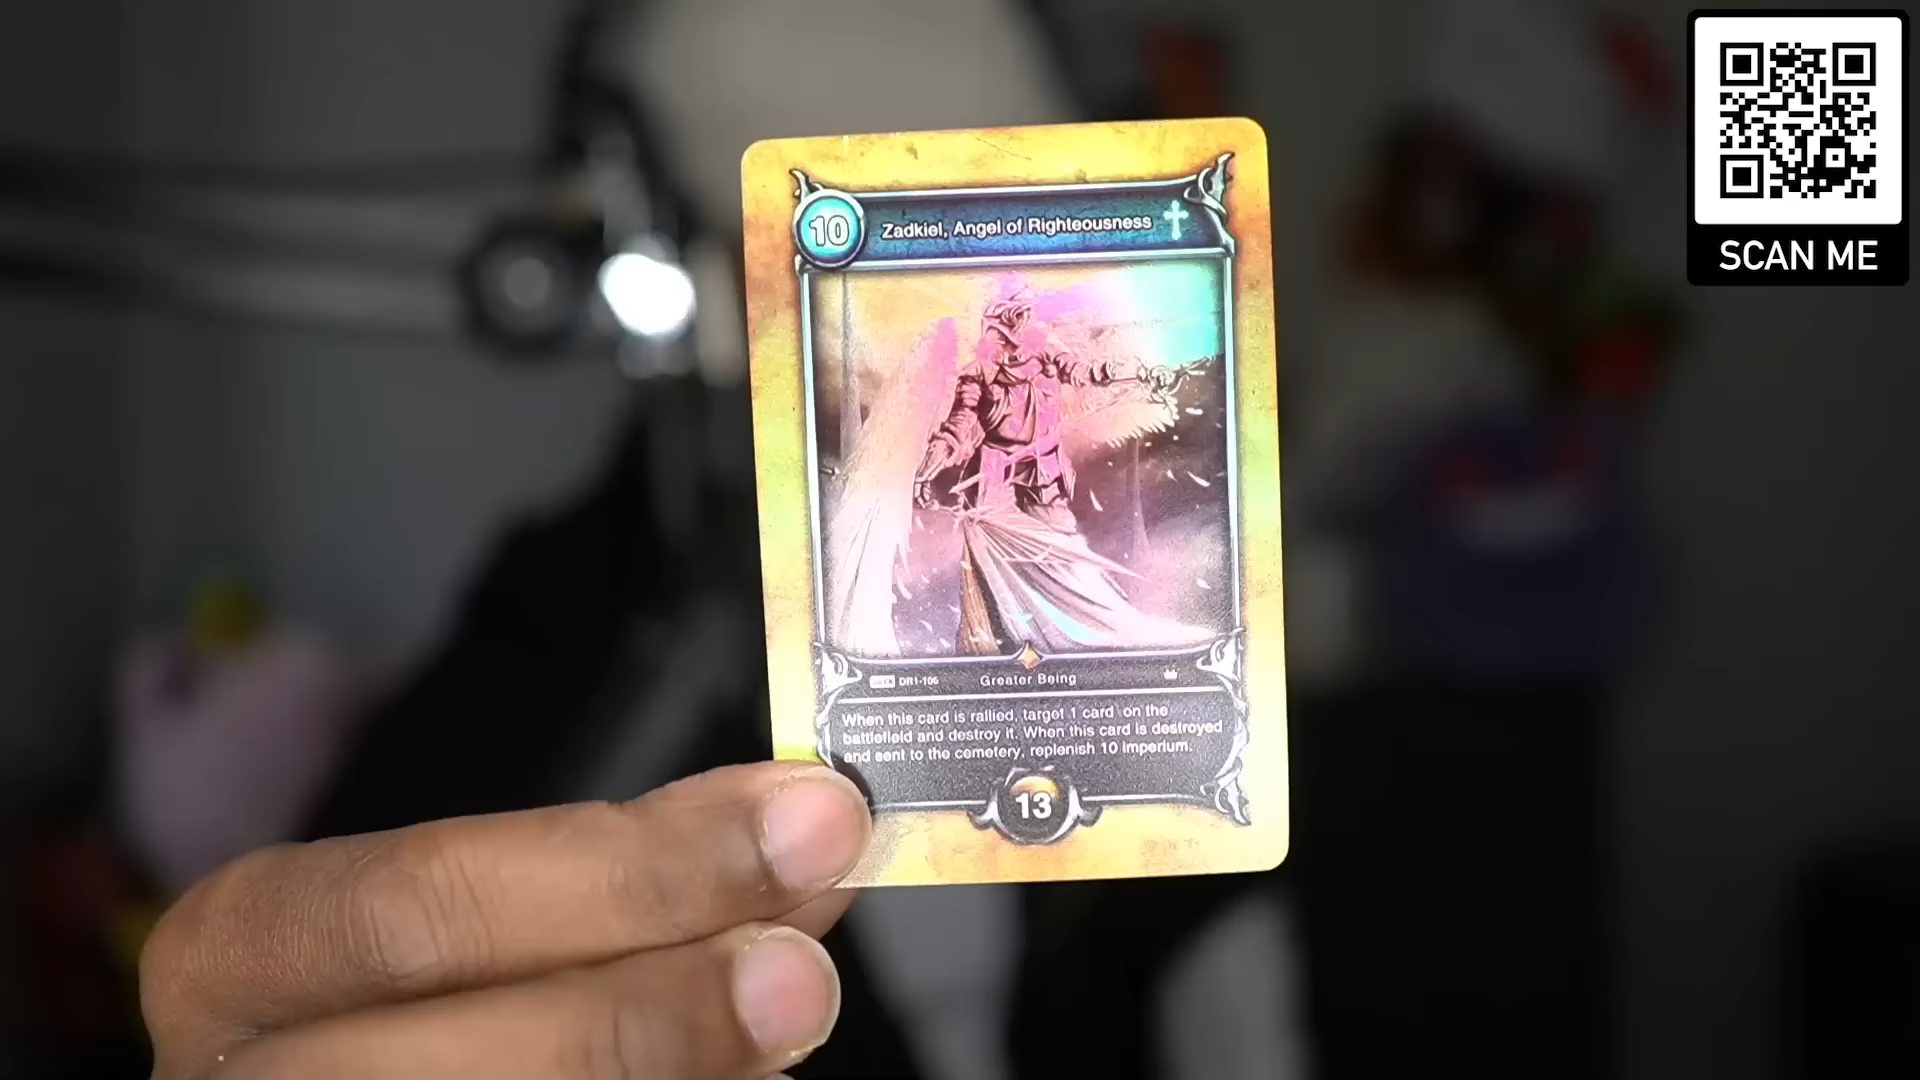 SCAN ME
10
Zadkiel, Angel of Righteousness
DR1-106
Greater Being
When this card is rallied, target 1 card on the
battlefield and destroy it. When this card is destroyed
and sent to the cemetery, replenish 10 Imperium.
13